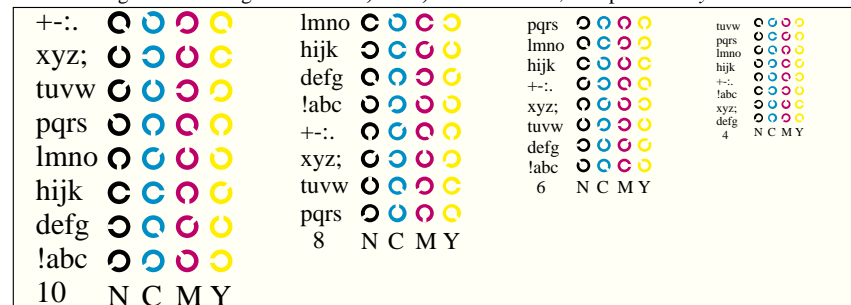 +-:.
xyz;
tuvw
pqrs
lmno
hijk
defg
!abc
10 N C M Y
lmno
hijk
defg
!abc
+-:.
xyz;
tuvw
pqrs
8 N C M Y
pqrs
lmno
hijk
+-:.
xyz;
tuvw
defg
!abc
6 N C M Y
tuvw
pqrs
lmno
hijk
+-:.
!abc
xyz;
defg
4 N C M Y